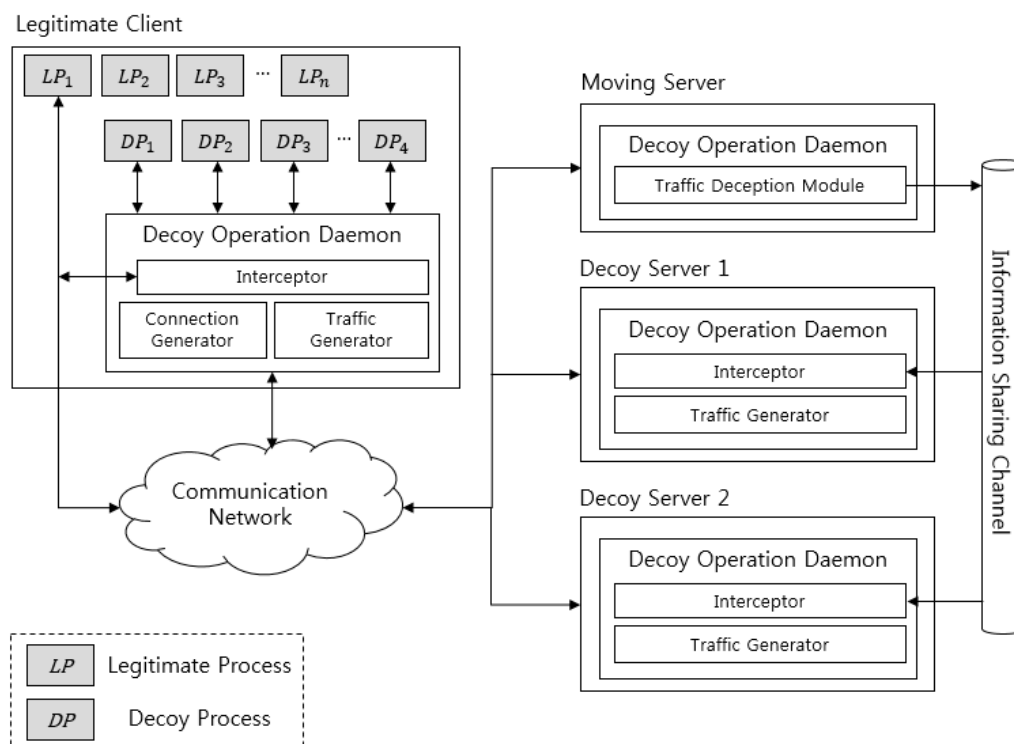 Legitimate Client
LP₁ LP₂ LP₃ ... LPₙ
DP₁ DP₂ DP₃ ... DP₄
Decoy Operation Daemon
Interceptor
Connection
Generator
Traffic
Generator
Communication
Network
Moving Server
Decoy Operation Daemon
Traffic Deception Module
Decoy Server 1
Decoy Operation Daemon
Interceptor
Traffic Generator
Decoy Server 2
Decoy Operation Daemon
Interceptor
Traffic Generator
Information Sharing Channel
LP Legitimate Process
DP Decoy Process